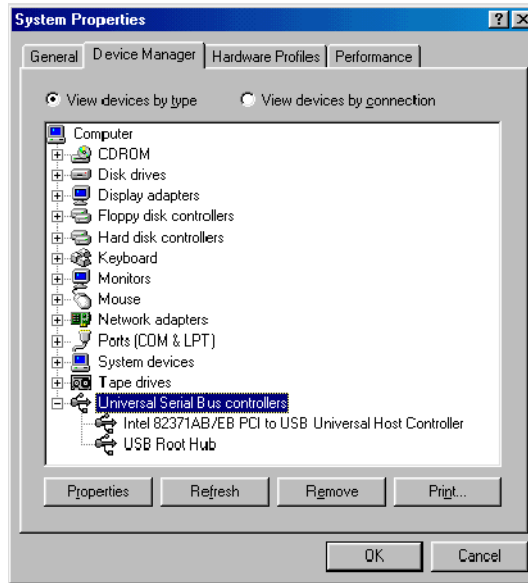 System Properties
General Device Manager Hardware Profiles Performance
View devices by type View devices by connection
Computer
CDROM
Disk drives
Display adapters
Floppy disk controllers
Hard disk controllers
Keyboard
Monitors
Mouse
Network adapters
Ports (COM & LPT)
System devices
Tape drives
Universal Serial Bus controllers
Intel 82371AB/EB PCI to USB Universal Host Controller
USB Root Hub
Properties Refresh Remove Print...
OK Cancel